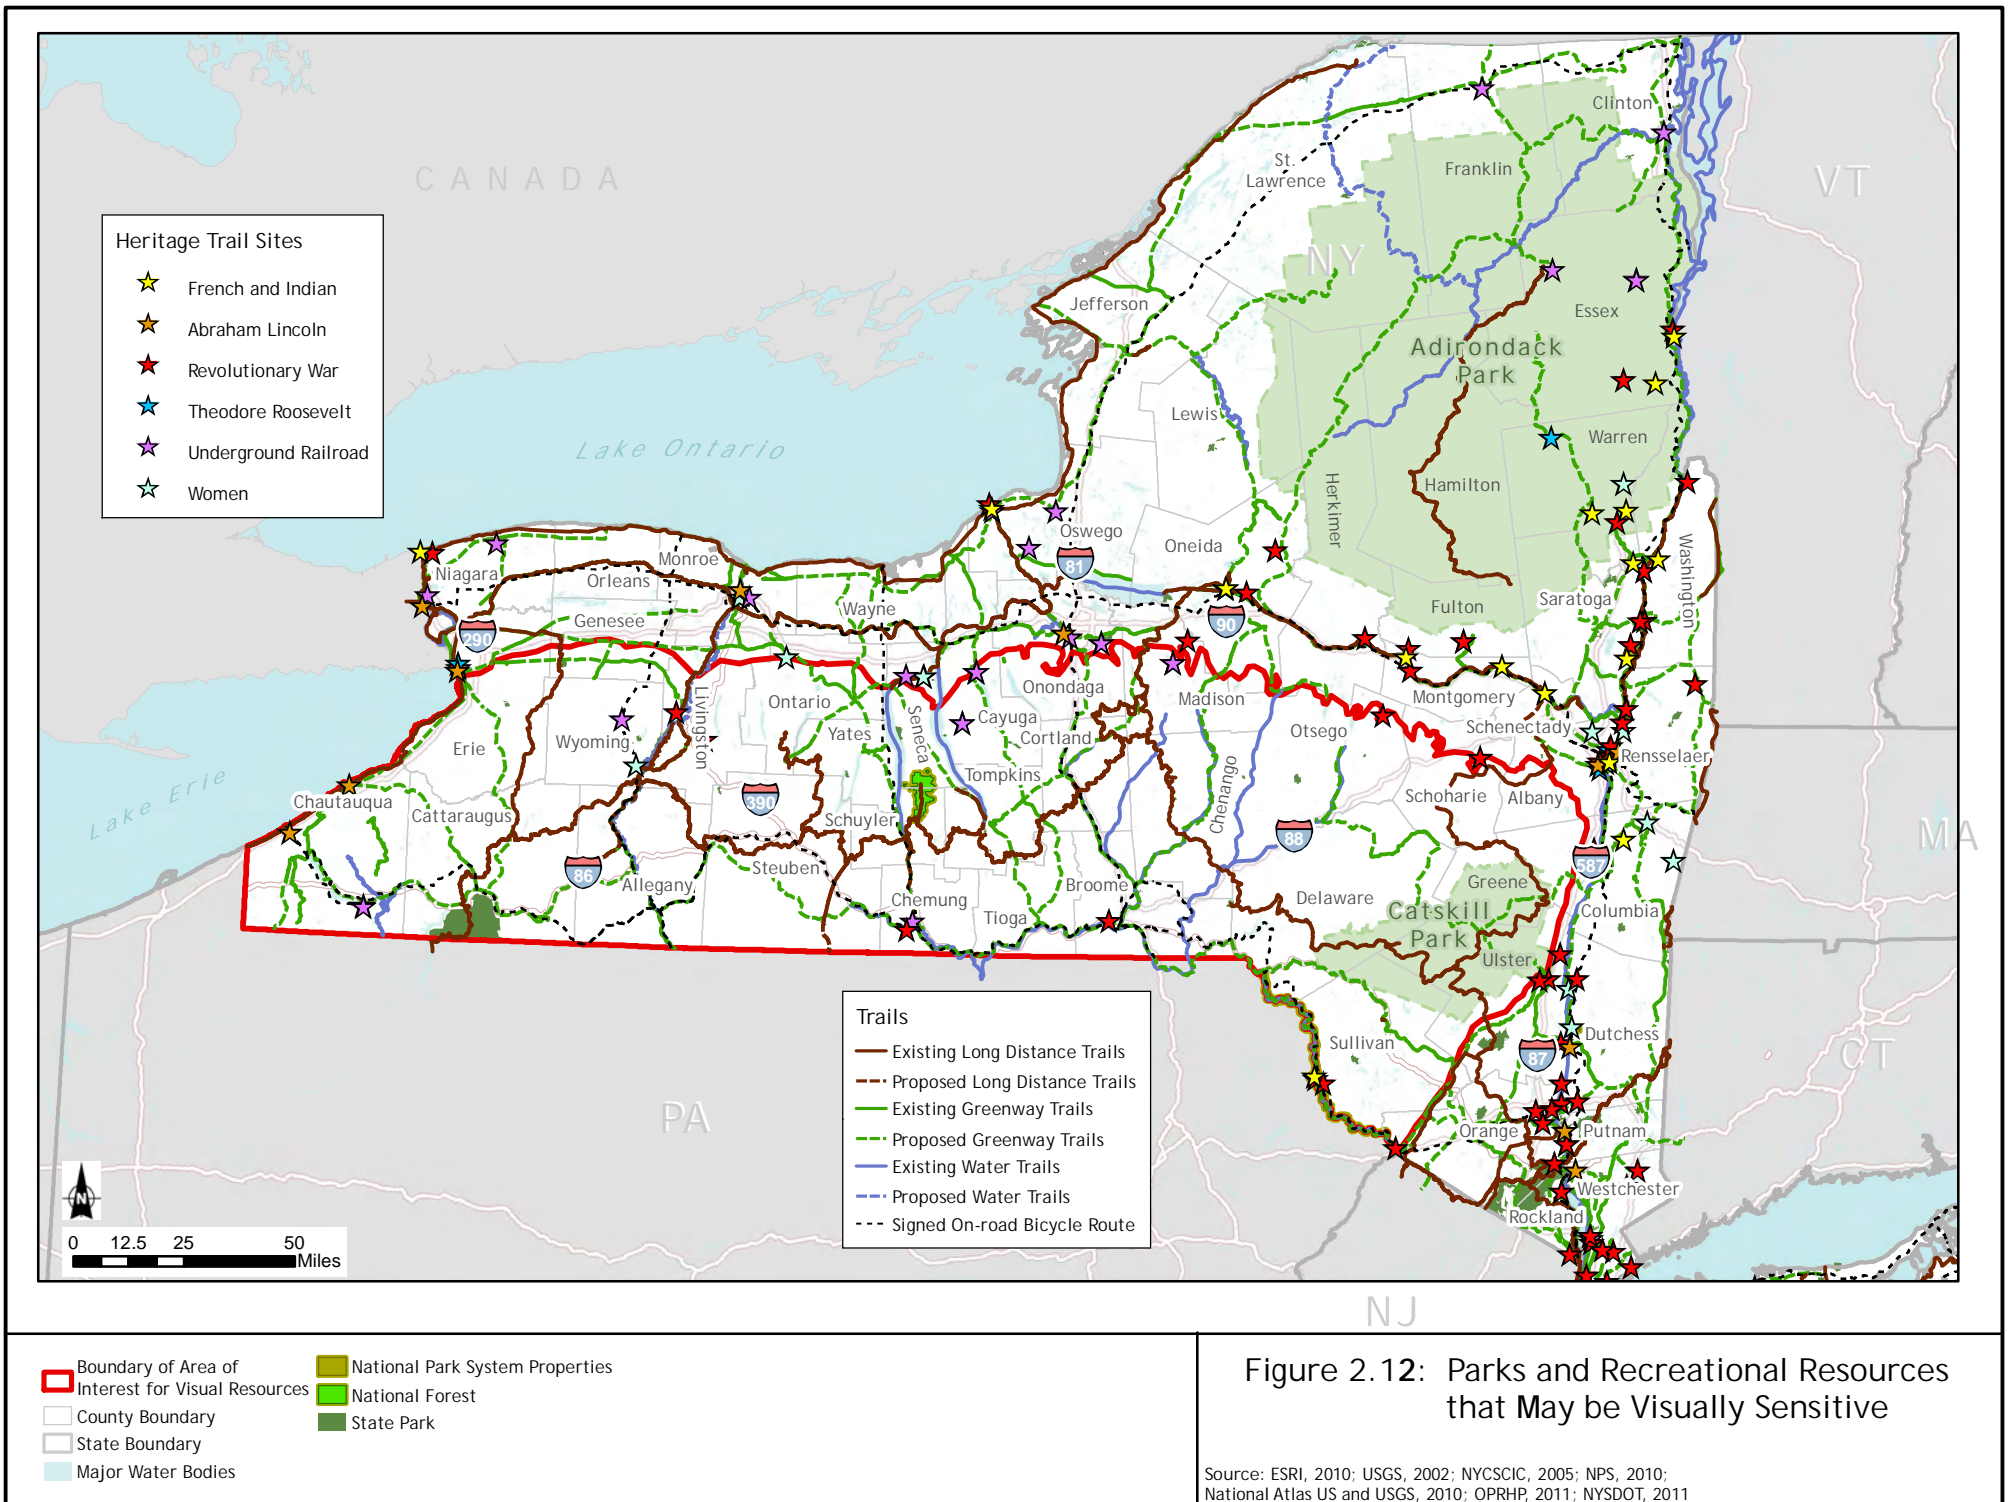 CANADA
VT
NY
MA
CT
PA
NJ
Lake Ontario
Lake Erie
Heritage Trail Sites
French and Indian
Abraham Lincoln
Revolutionary War
Theodore Roosevelt
Underground Railroad
Women
Clinton
Franklin
St.
Lawrence
Essex
Jefferson
Adirondack
Park
Lewis
Warren
Hamilton
Herkimer
Oswego
Oneida
Washington
Niagara
Orleans
Monroe
Genesee
Wayne
Fulton
Saratoga
Montgomery
Schenectady
Rensselaer
Onondaga
Madison
Otsego
Ontario
Livingston
Wyoming
Erie
Yates
Seneca
Cayuga
Cortland
Tompkins
Chenango
Schoharie
Albany
Chautauqua
Cattaraugus
Allegany
Steuben
Schuyler
Chemung
Tioga
Broome
Delaware
Greene
Catskill
Park
Ulster
Columbia
Sullivan
Dutchess
Orange
Putnam
Westchester
Rockland
81
90
290
390
86
88
587
87
Trails
Existing Long Distance Trails
Proposed Long Distance Trails
Existing Greenway Trails
Proposed Greenway Trails
Existing Water Trails
Proposed Water Trails
Signed On-road Bicycle Route
N
0 12.5 25 50
Miles
Boundary of Area of
Interest for Visual Resources
County Boundary
State Boundary
Major Water Bodies
National Park System Properties
National Forest
State Park
Figure 2.12: Parks and Recreational Resources
that May be Visually Sensitive
Source: ESRI, 2010; USGS, 2002; NYCSCIC, 2005; NPS, 2010;
National Atlas US and USGS, 2010; OPRHP, 2011; NYSDOT, 2011